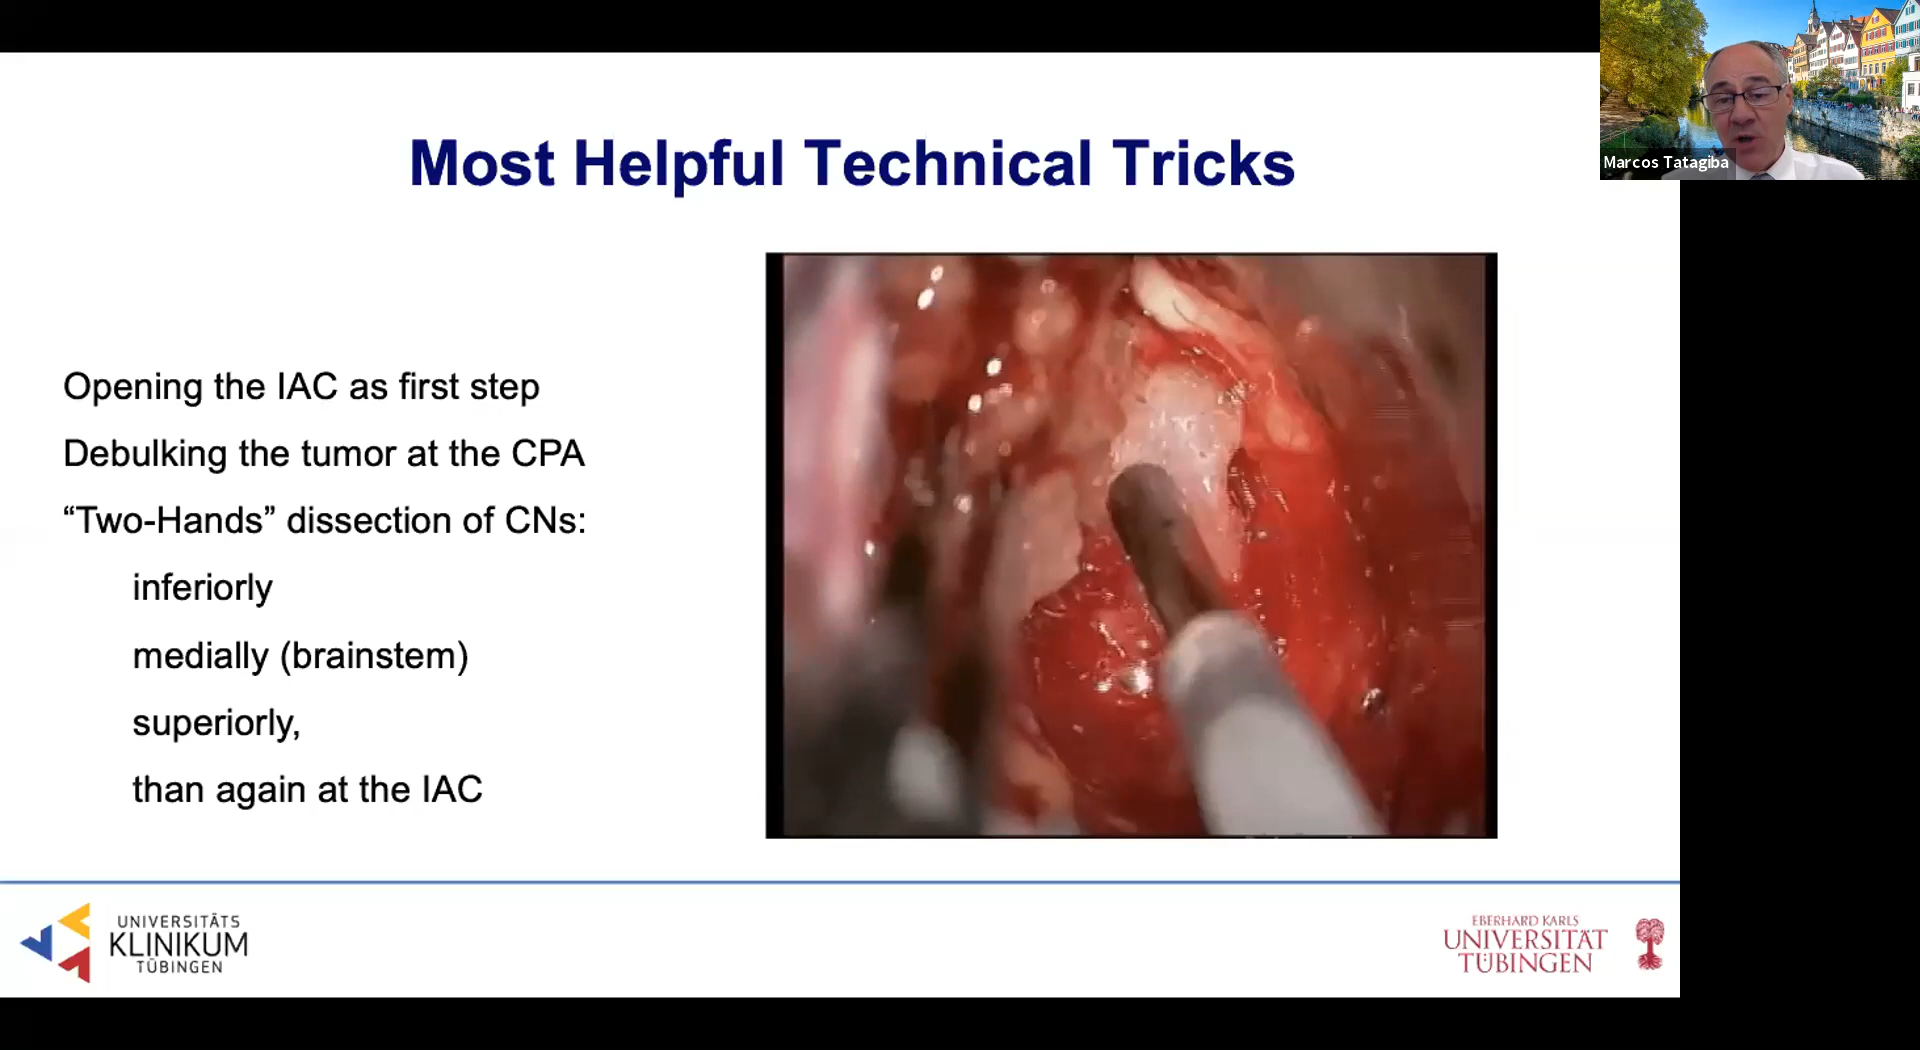 Most Helpful Technical Tricks
Marcos Tatagiba
Opening the IAC as first step
Debulking the tumor at the CPA
“Two-Hands” dissection of CNs:
inferiorly
medially (brainstem)
superiorly,
than again at the IAC
UNIVERSITÄTS
KLINIKUM
TÜBINGEN
EBERHARD KARLS
UNIVERSITÄT
TÜBINGEN